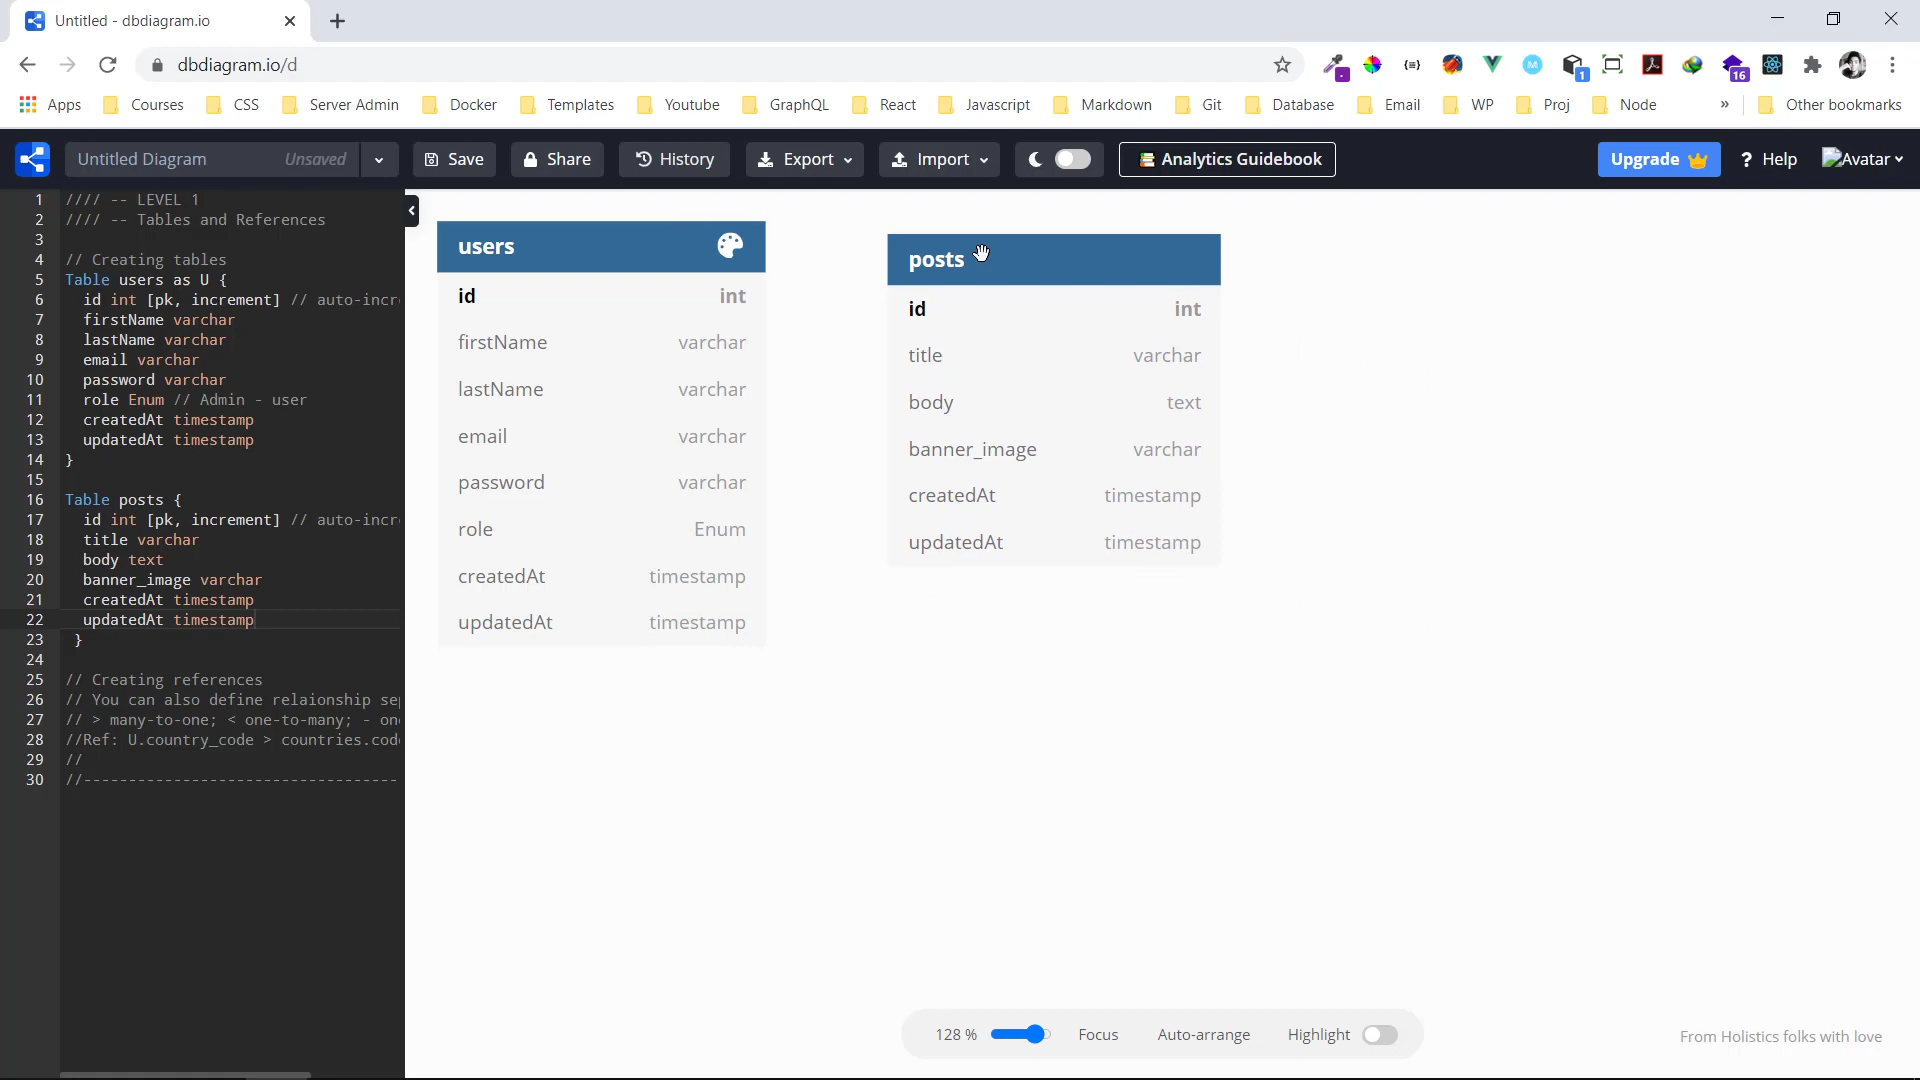 Untitled - dbdiagram.io
dbdiagram.io/d
1
16
Apps Courses CSS Server Admin Docker Templates Youtube GraphQL React Javascript Markdown Git Database Email WP Proj Node » Other bookmarks
Untitled Diagram Unsaved Save Share History Export Import Analytics Guidebook Upgrade ? Help Avatar
1 //// -- LEVEL 1
2 //// -- Tables and References
3
4 // Creating tables
5 Table users as U {
6 id int [pk, increment] // auto-incr
7 firstName varchar
8 lastName varchar
9 email varchar
10 password varchar
11 role Enum // Admin - user
12 createdAt timestamp
13 updatedAt timestamp
14 }
15
16 Table posts {
17 id int [pk, increment] // auto-incr
18 title varchar
19 body text
20 banner_image varchar
21 createdAt timestamp
22 updatedAt timestamp
23 }
24
25 // Creating references
26 // You can also define relaionship se
27 // > many-to-one; < one-to-many; - on
28 //Ref: U.country_code > countries.cod
29 //
30 //-----------------------------------
users
id int
firstName varchar
lastName varchar
email varchar
password varchar
role Enum
createdAt timestamp
updatedAt timestamp
posts
id int
title varchar
body text
banner_image varchar
createdAt timestamp
updatedAt timestamp
128 % Focus Auto-arrange Highlight
From Holistics folks with love